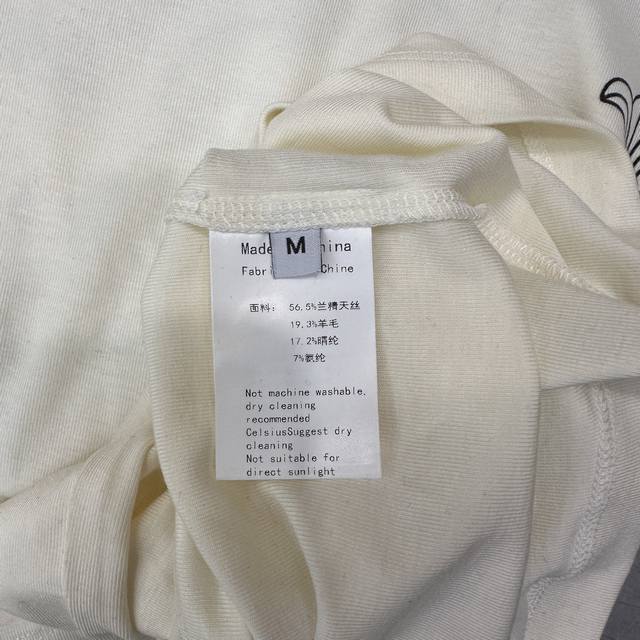 M
Made hina
Fabri Chine
面料: 56.5%兰精天丝
19.3%羊毛
17.2%晴纶
7%氨纶
Not machine washable,
dry cleaning
recommended
CelsiusSuggest dry
cleaning
Not suitable for
direct sunlight